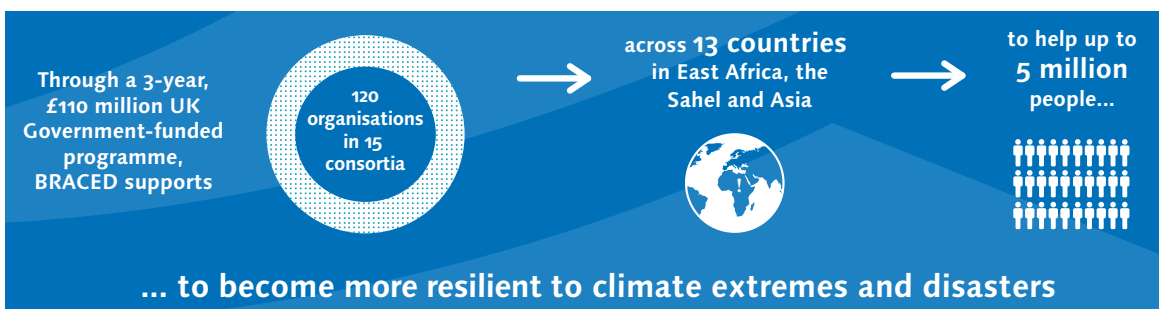 Through a 3-year,
£110 million UK
Government-funded
programme,
BRACED supports
120
organisations
in 15
consortia
across 13 countries
in East Africa, the
Sahel and Asia
to help up to
5 million
people...
... to become more resilient to climate extremes and disasters